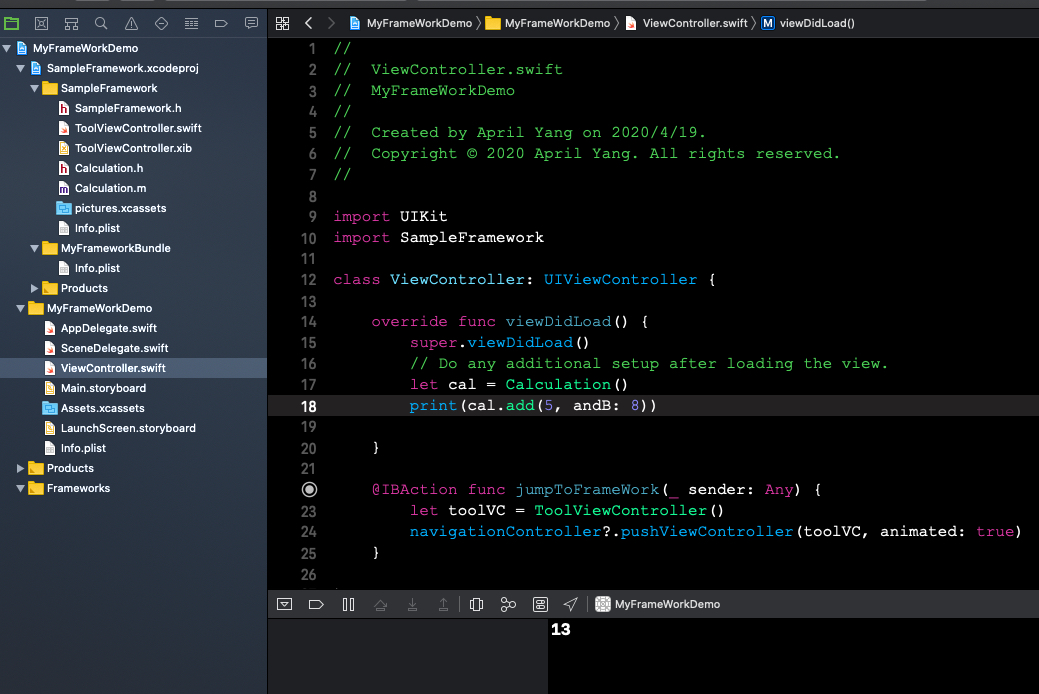 MyFrameWorkDemo
SampleFramework.xcodeproj
SampleFramework
SampleFramework.h
ToolViewController.swift
ToolViewController.xib
Calculation.h
Calculation.m
pictures.xcassets
Info.plist
MyFrameworkBundle
Info.plist
Products
MyFrameWorkDemo
AppDelegate.swift
SceneDelegate.swift
ViewController.swift
Main.storyboard
Assets.xcassets
LaunchScreen.storyboard
Info.plist
Products
Frameworks
MyFrameWorkDemo > MyFrameWorkDemo > ViewController.swift > M viewDidLoad()
1 //
2 //  ViewController.swift
3 //  MyFrameWorkDemo
4 //
5 //  Created by April Yang on 2020/4/19.
6 //  Copyright © 2020 April Yang. All rights reserved.
7 //
8
9 import UIKit
10 import SampleFramework
11
12 class ViewController: UIViewController {
13
14     override func viewDidLoad() {
15         super.viewDidLoad()
16         // Do any additional setup after loading the view.
17         let cal = Calculation()
18         print(cal.add(5, andB: 8))
19
20     }
21
@IBAction func jumpToFrameWork(_ sender: Any) {
23         let toolVC = ToolViewController()
24         navigationController?.pushViewController(toolVC, animated: true)
25     }
26
MyFrameWorkDemo
13